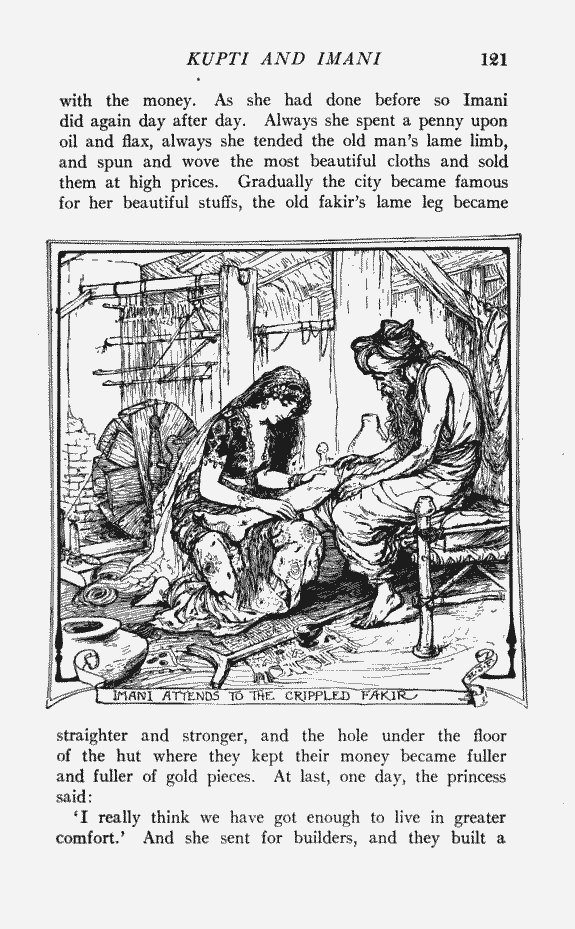 KUPTI AND IMANI 121
with the money. As she had done before so Imani
did again day after day. Always she spent a penny upon
oil and flax, always she tended the old man's lame limb,
and spun and wove the most beautiful cloths and sold
them at high prices. Gradually the city became famous
for her beautiful stuffs, the old fakir's lame leg became
IMANI ATTENDS TO THE CRIPPLED FAKIR
straighter and stronger, and the hole under the floor
of the hut where they kept their money became fuller
and fuller of gold pieces. At last, one day, the princess
said:
'I really think we have got enough to live in greater
comfort.' And she sent for builders, and they built a